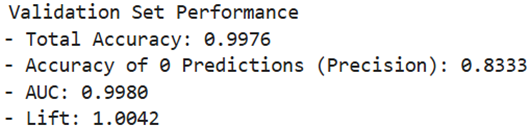 Validation Set Performance
- Total Accuracy: 0.9976
- Accuracy of 0 Predictions (Precision): 0.8333
- AUC: 0.9980
- Lift: 1.0042